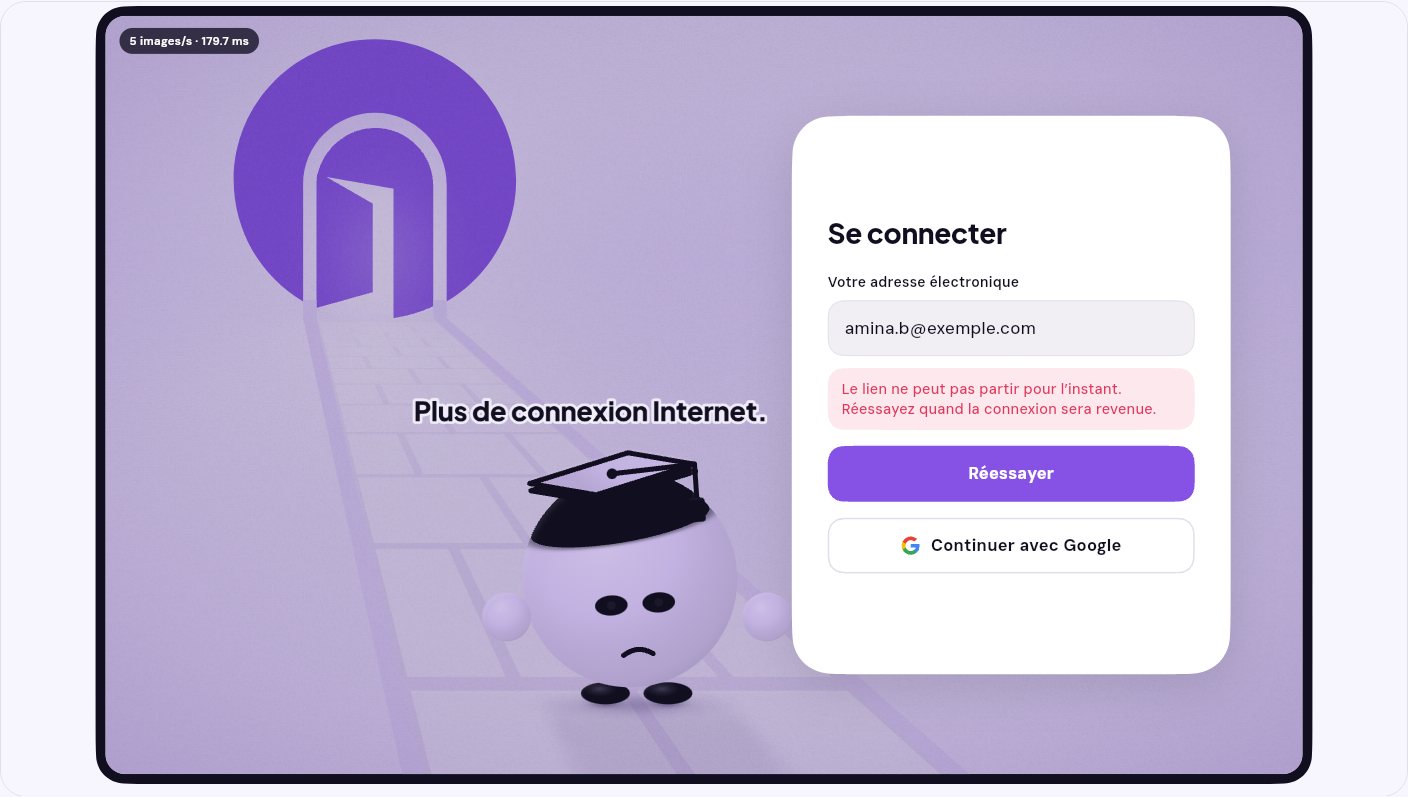 5 images/s · 179.7 ms
Plus de connexion Internet.
Se connecter
Votre adresse électronique
amina.b@exemple.com
Le lien ne peut pas partir pour l’instant.
Réessayez quand la connexion sera revenue.
Réessayer
Continuer avec Google